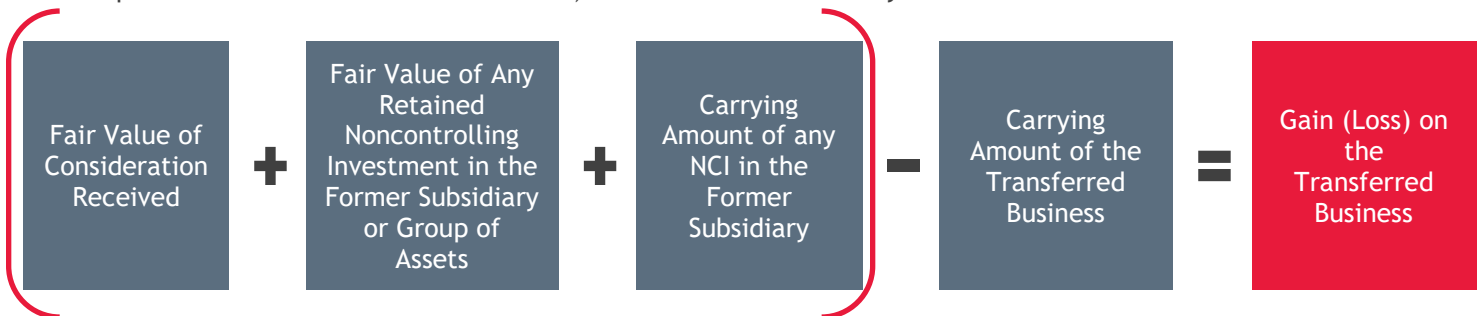 Fair Value of
Consideration
Received
+
Fair Value of Any
Retained
Noncontrolling
Investment in the
Former Subsidiary
or Group of
Assets
+
Carrying
Amount of any
NCI in the
Former
Subsidiary
-
Carrying
Amount of the
Transferred
Business
=
Gain (Loss) on
the
Transferred
Business